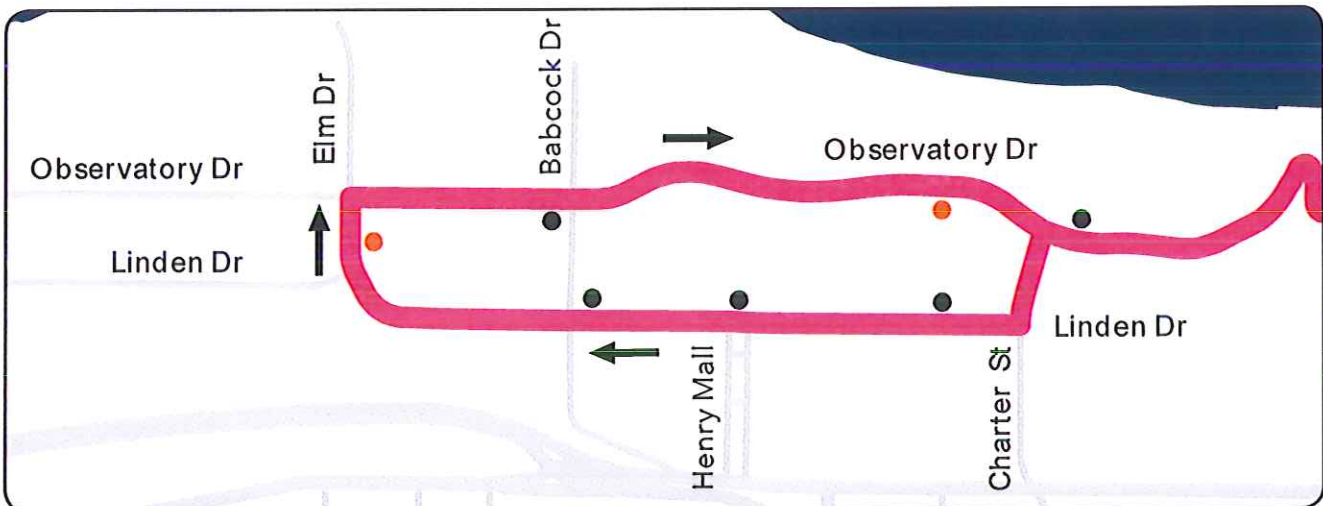 Elm Dr
Babcock Dr
Observatory Dr
Observatory Dr
Linden Dr
Linden Dr
Henry Mall
Charter St